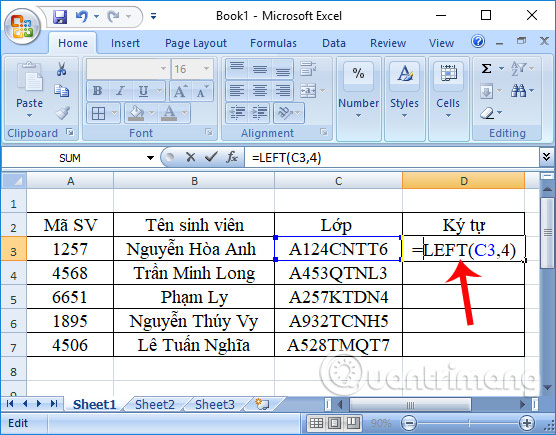 Book1 - Microsoft Excel
Home Insert Page Layout Formulas Data Review View
Paste
16
B I U
A A
%
Number
Styles
Cells
Σ
Clipboard Font Alignment Editing
SUM fx =LEFT(C3,4)
A B C D
1
2 Mã SV Tên sinh viên Lớp Ký tự
3 1257 Nguyễn Hòa Anh A124CNTT6 =LEFT(C3,4)
4 4568 Trần Minh Long A453QTNL3
5 6651 Phạm Ly A257KTDN4
6 1895 Nguyễn Thúy Vy A932TCNH5
7 4506 Lê Tuấn Nghĩa A528TMQT7
8
Quantrimang
Sheet1 Sheet2 Sheet3
Edit 90%